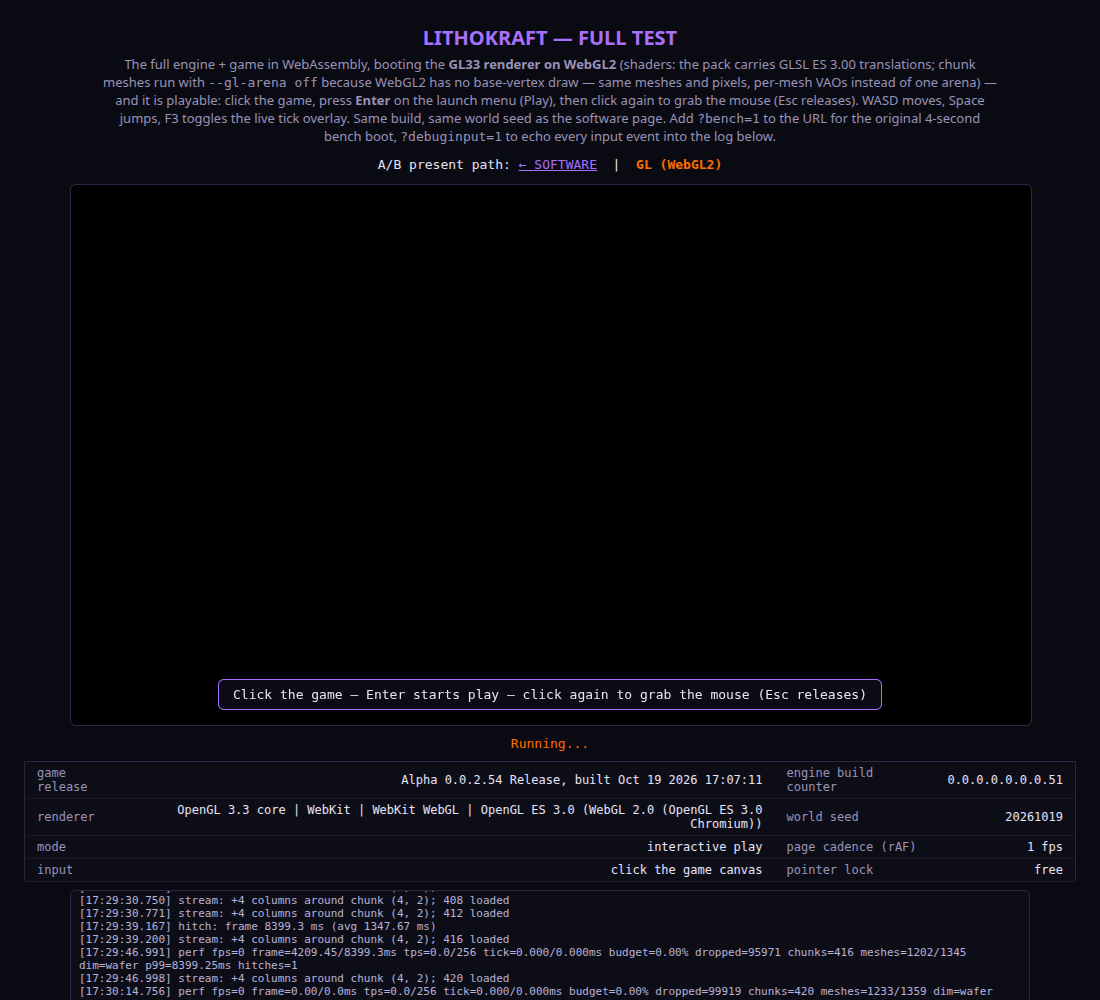 LITHOKRAFT — FULL TEST
The full engine + game in WebAssembly, booting the GL33 renderer on WebGL2 (shaders: the pack carries GLSL ES 3.00 translations; chunk
meshes run with --gl-arena off because WebGL2 has no base-vertex draw — same meshes and pixels, per-mesh VAOs instead of one arena) —
and it is playable: click the game, press Enter on the launch menu (Play), then click again to grab the mouse (Esc releases). WASD moves, Space
jumps, F3 toggles the live tick overlay. Same build, same world seed as the software page. Add ?bench=1 to the URL for the original 4-second
bench boot, ?debuginput=1 to echo every input event into the log below.
A/B present path: ← SOFTWARE | GL (WebGL2)
Click the game — Enter starts play — click again to grab the mouse (Esc releases)
Running...
game release
Alpha 0.0.2.54 Release, built Oct 19 2026 17:07:11
engine build counter
0.0.0.0.0.0.0.51
renderer
OpenGL 3.3 core | WebKit | WebKit WebGL | OpenGL ES 3.0 (WebGL 2.0 (OpenGL ES 3.0
Chromium))
world seed
20261019
mode
interactive play
page cadence (rAF)
1 fps
input
click the game canvas
pointer lock
free
[17:29:30.750] stream: +4 columns around chunk (4, 2); 408 loaded
[17:29:30.771] stream: +4 columns around chunk (4, 2); 412 loaded
[17:29:39.167] hitch: frame 8399.3 ms (avg 1347.67 ms)
[17:29:39.200] stream: +4 columns around chunk (4, 2); 416 loaded
[17:29:46.991] perf fps=0 frame=4209.45/8399.3ms tps=0.0/256 tick=0.000/0.000ms budget=0.00% dropped=95971 chunks=416 meshes=1202/1345
dim=wafer p99=8399.25ms hitches=1
[17:29:46.998] stream: +4 columns around chunk (4, 2); 420 loaded
[17:30:14.756] perf fps=0 frame=0.00/0.0ms tps=0.0/256 tick=0.000/0.000ms budget=0.00% dropped=99919 chunks=420 meshes=1233/1359 dim=wafer